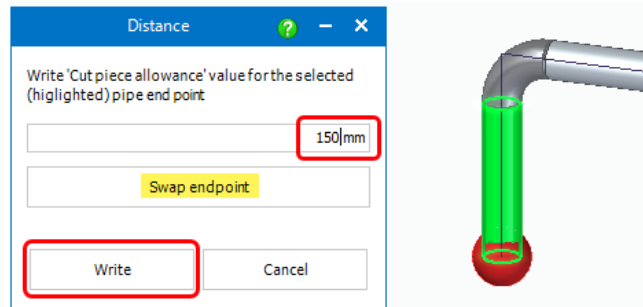 Distance
?
Write 'Cut piece allowance' value for the selected
(higlighted) pipe end point
150 mm
Swap endpoint
Write
Cancel